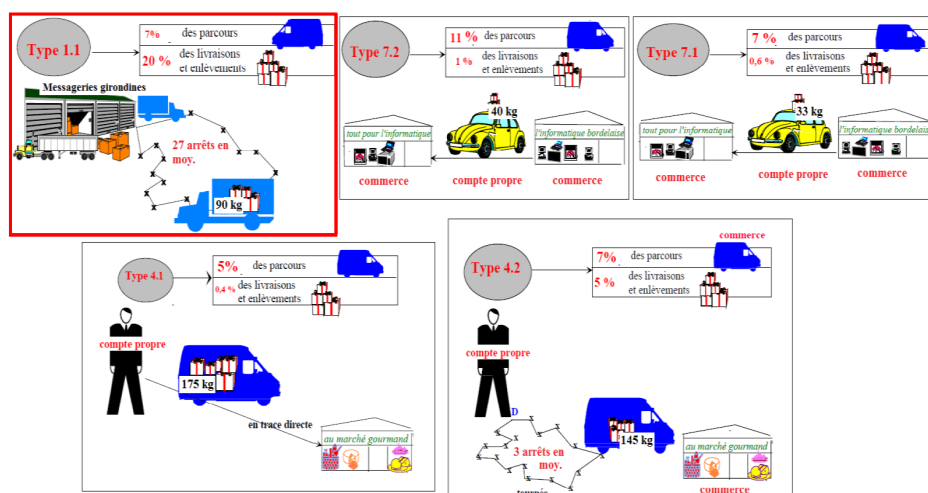 Type 1.1
7% des parcours
20 % des livraisons
et enlèvements
Messageries girondines
27 arrêts en
moy.
90 kg
Type 7.2
11 % des parcours
1 % des livraisons
et enlèvements
40 kg
tout pour l'informatique
l'informatique bordelaise
commerce
compte propre
commerce
Type 7.1
7 % des parcours
0,6 % des livraisons
et enlèvements
33 kg
tout pour l'informatique
l'informatique bordelaise
commerce
compte propre
commerce
Type 4.1
5% des parcours
0,4 % des livraisons
et enlèvements
compte propre
175 kg
en trace directe
au marché gourmand
commerce
Type 4.2
7% des parcours
5 % des livraisons
et enlèvements
compte propre
D
145 kg
3 arrêts en
moy.
tournée
au marché gourmand
commerce